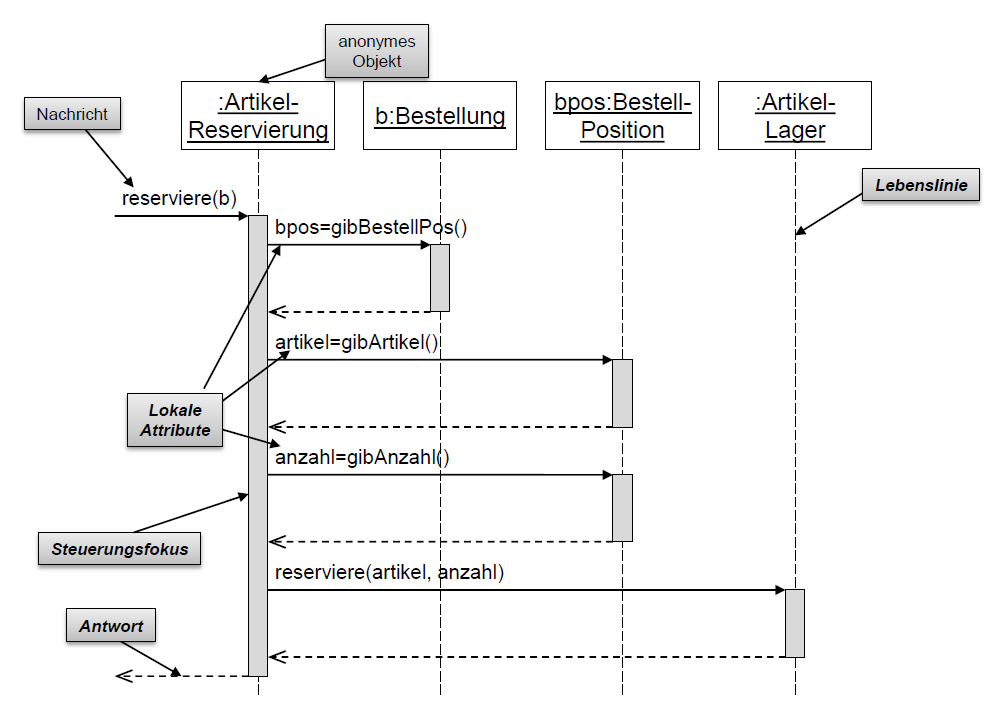 anonymes
Objekt
Nachricht
:Artikel-
Reservierung
b:Bestellung
bpos:Bestell-
Position
:Artikel-
Lager
Lebenslinie
reserviere(b)
bpos=gibBestellPos()
artikel=gibArtikel()
Lokale
Attribute
anzahl=gibAnzahl()
Steuerungsfokus
reserviere(artikel, anzahl)
Antwort